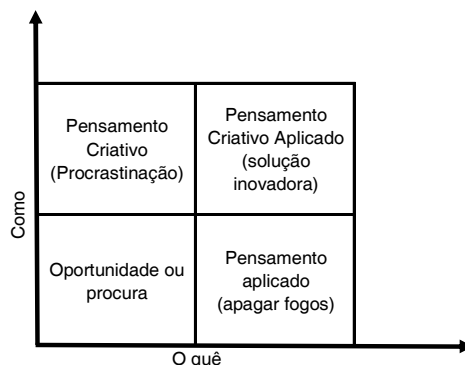 Pensamento
Criativo
(Procrastinação)
Pensamento
Criativo Aplicado
(solução
inovadora)
Como
Oportunidade ou
procura
Pensamento
aplicado
(apagar fogos)
O quê